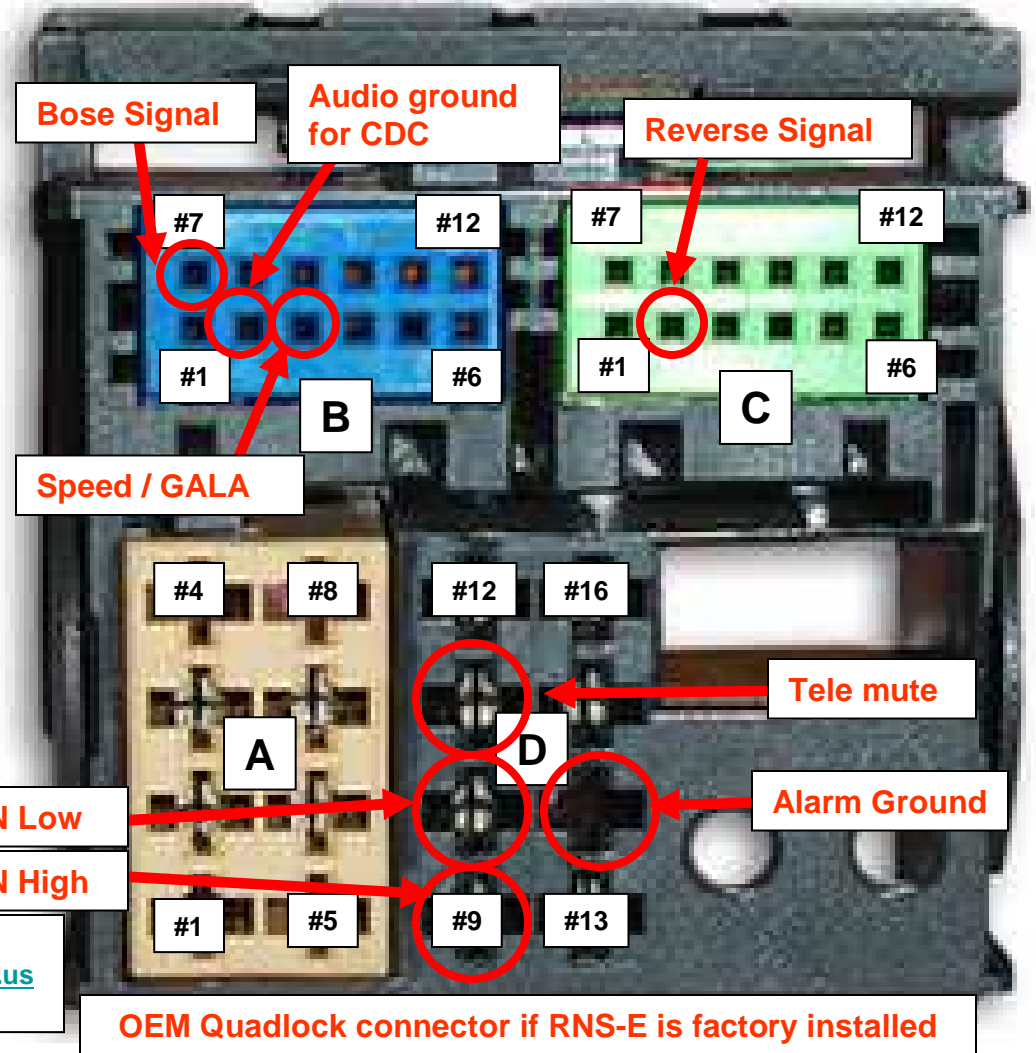 Bose Signal
Audio ground
for CDC
Reverse Signal
#7
#12
#7
#12
#1
#6
#1
#6
B
C
Speed / GALA
#4
#8
#12
#16
Tele mute
A
D
N Low
Alarm Ground
N High
#1
#5
#9
#13
.us
OEM Quadlock connector if RNS-E is factory installed